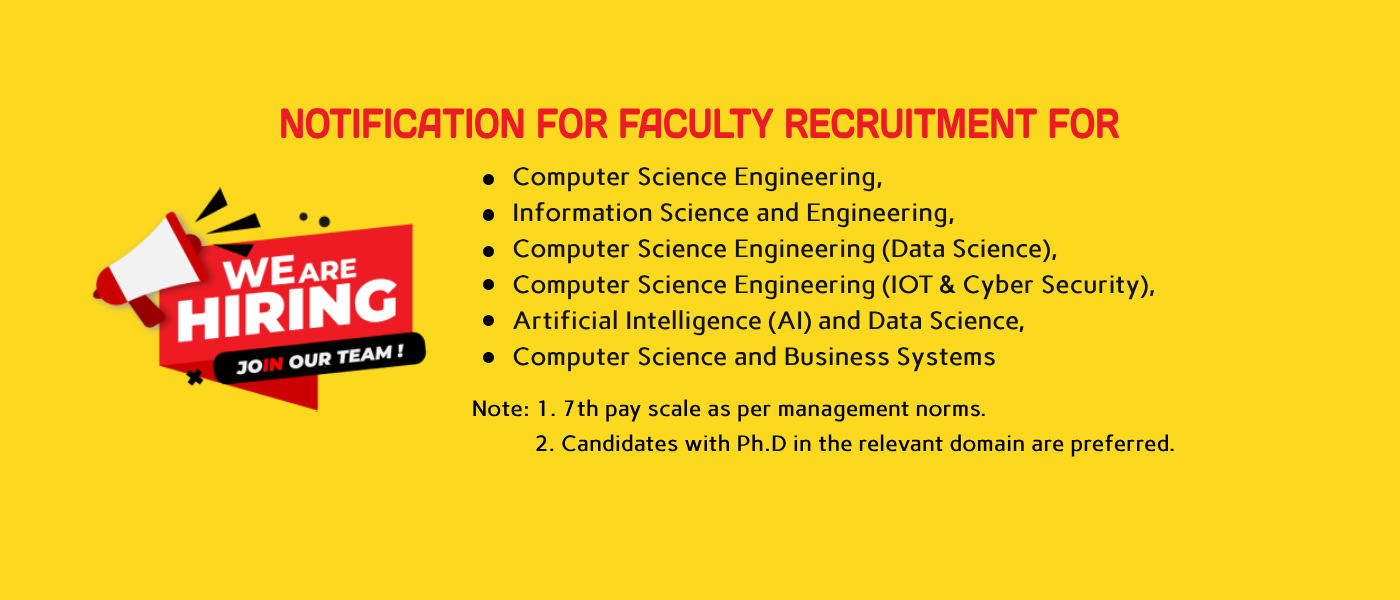 NOTIFICATION FOR FACULTY RECRUITMENT FOR
WE ARE
HIRING
JOIN OUR TEAM !
• Computer Science Engineering,
• Information Science and Engineering,
• Computer Science Engineering (Data Science),
• Computer Science Engineering (IOT & Cyber Security),
• Artificial Intelligence (AI) and Data Science,
• Computer Science and Business Systems
Note: 1. 7th pay scale as per management norms.
2. Candidates with Ph.D in the relevant domain are preferred.